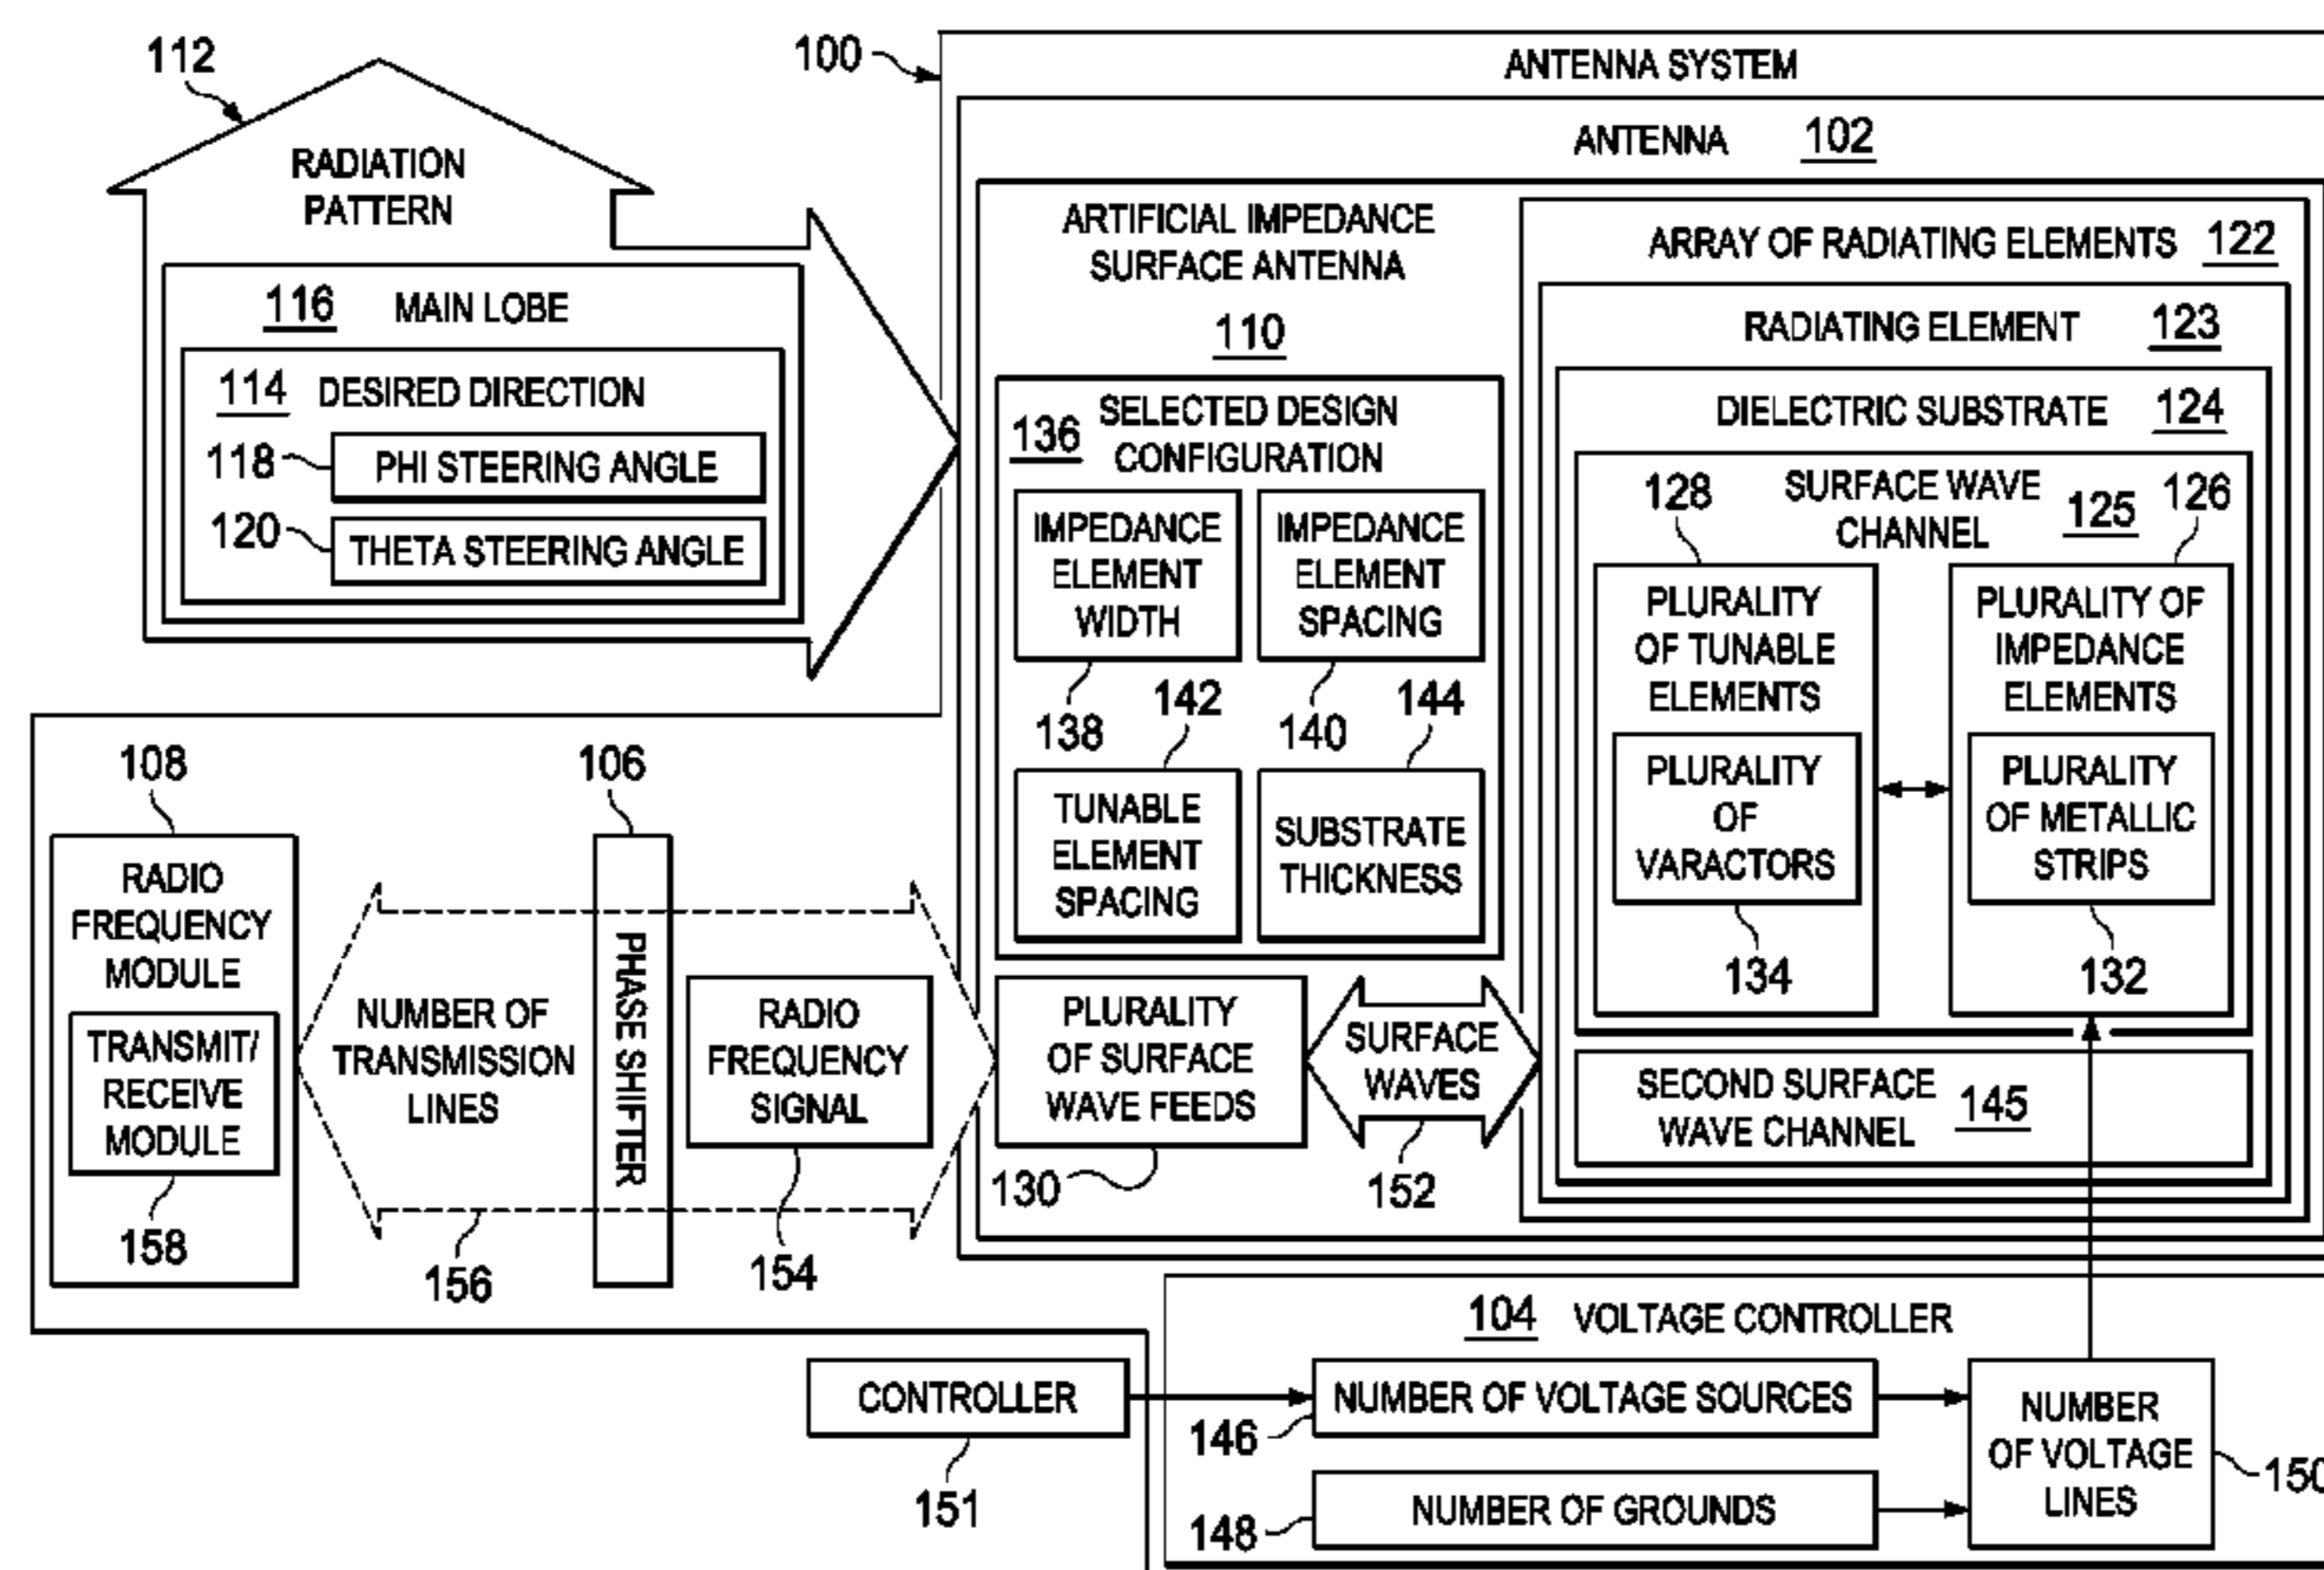 100
ANTENNA SYSTEM
ANTENNA 102
112
RADIATION
PATTERN
116 MAIN LOBE
114 DESIRED DIRECTION
118
PHI STEERING ANGLE
120
THETA STEERING ANGLE
ARTIFICIAL IMPEDANCE
SURFACE ANTENNA
110
136
SELECTED DESIGN
CONFIGURATION
IMPEDANCE
ELEMENT
WIDTH
138
IMPEDANCE
ELEMENT
SPACING
140
142
TUNABLE
ELEMENT
SPACING
144
SUBSTRATE
THICKNESS
ARRAY OF RADIATING ELEMENTS 122
RADIATING ELEMENT 123
DIELECTRIC SUBSTRATE 124
SURFACE WAVE
CHANNEL
125
128
PLURALITY
OF TUNABLE
ELEMENTS
PLURALITY
OF
VARACTORS
134
126
PLURALITY OF
IMPEDANCE
ELEMENTS
PLURALITY
OF METALLIC
STRIPS
132
SECOND SURFACE
WAVE CHANNEL
145
108
RADIO
FREQUENCY
MODULE
TRANSMIT/
RECEIVE
MODULE
158
NUMBER OF
TRANSMISSION
LINES
156
106
PHASE SHIFTER
RADIO
FREQUENCY
SIGNAL
154
PLURALITY
OF SURFACE
WAVE FEEDS
130
SURFACE
WAVES
152
104 VOLTAGE CONTROLLER
CONTROLLER
151
NUMBER OF VOLTAGE SOURCES
146
NUMBER OF GROUNDS
148
NUMBER
OF VOLTAGE
LINES
150